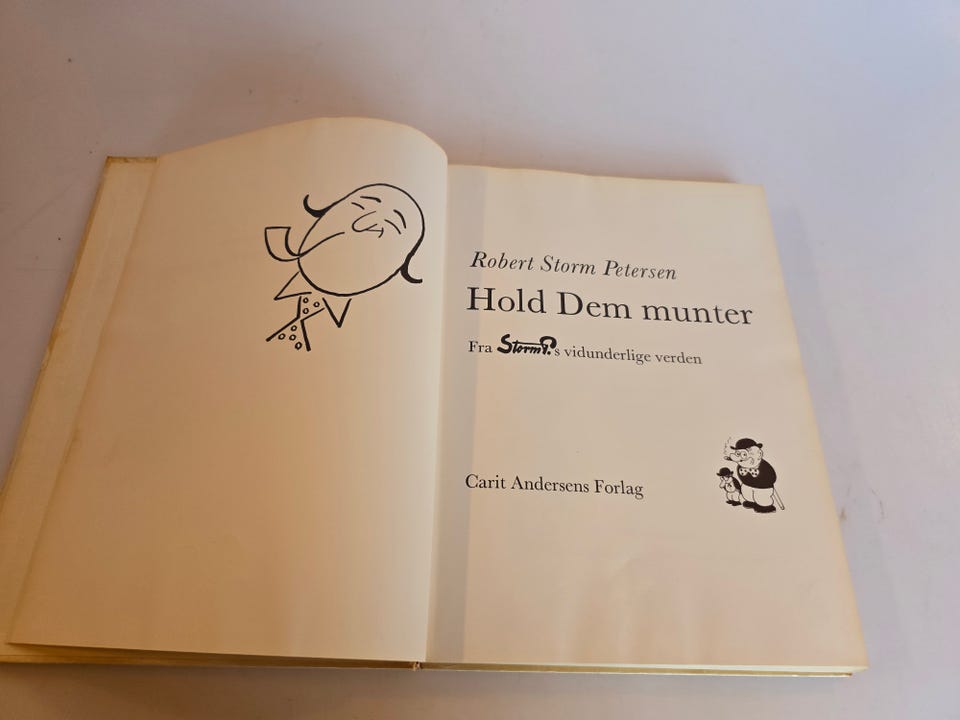 Robert Storm Petersen
Hold Dem munter
Fra Storm P.s vidunderlige verden
Carit Andersens Forlag